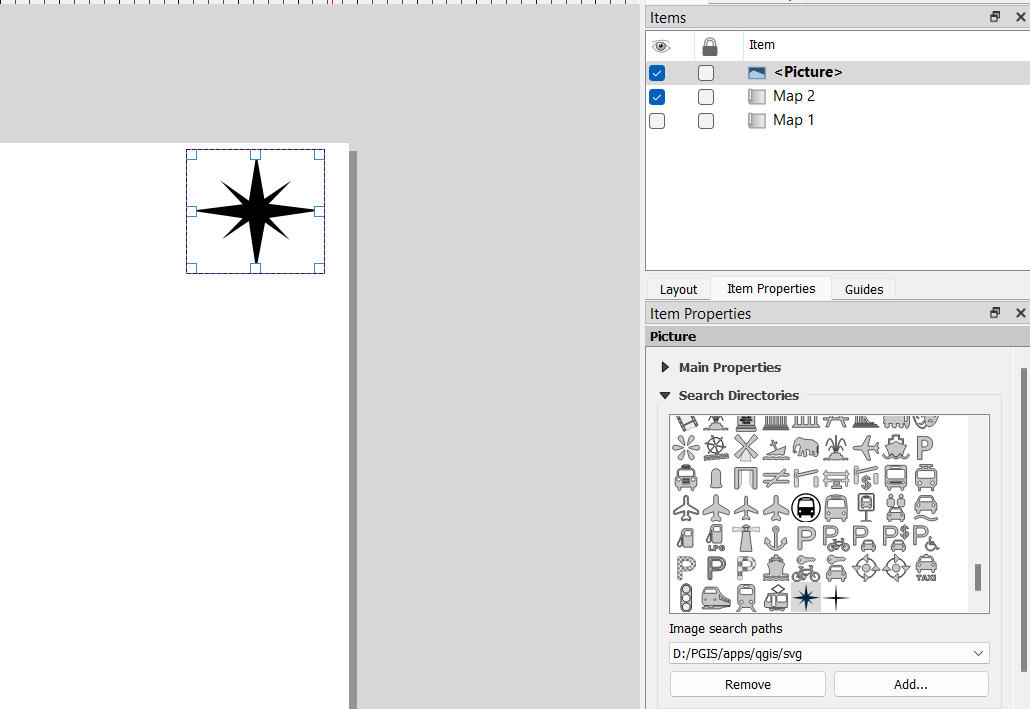 Items
Item
<Picture>
Map 2
Map 1
Layout
Item Properties
Guides
Item Properties
Picture
Main Properties
Search Directories
P
$
LPG
P P P P$ P
P P P
TAXI
Image search paths
D:/PGIS/apps/qgis/svg
Remove
Add...